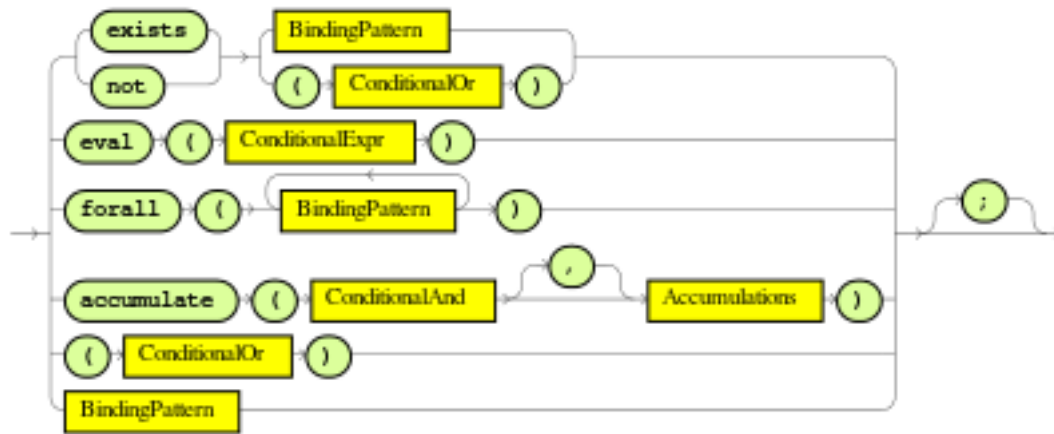 exists BindingPattern
not ( ConditionalOr )
eval ( ConditionalExpr )
forall ( BindingPattern )
;
,
accumulate ( ConditionalAnd Accumulations )
( ConditionalOr )
BindingPattern